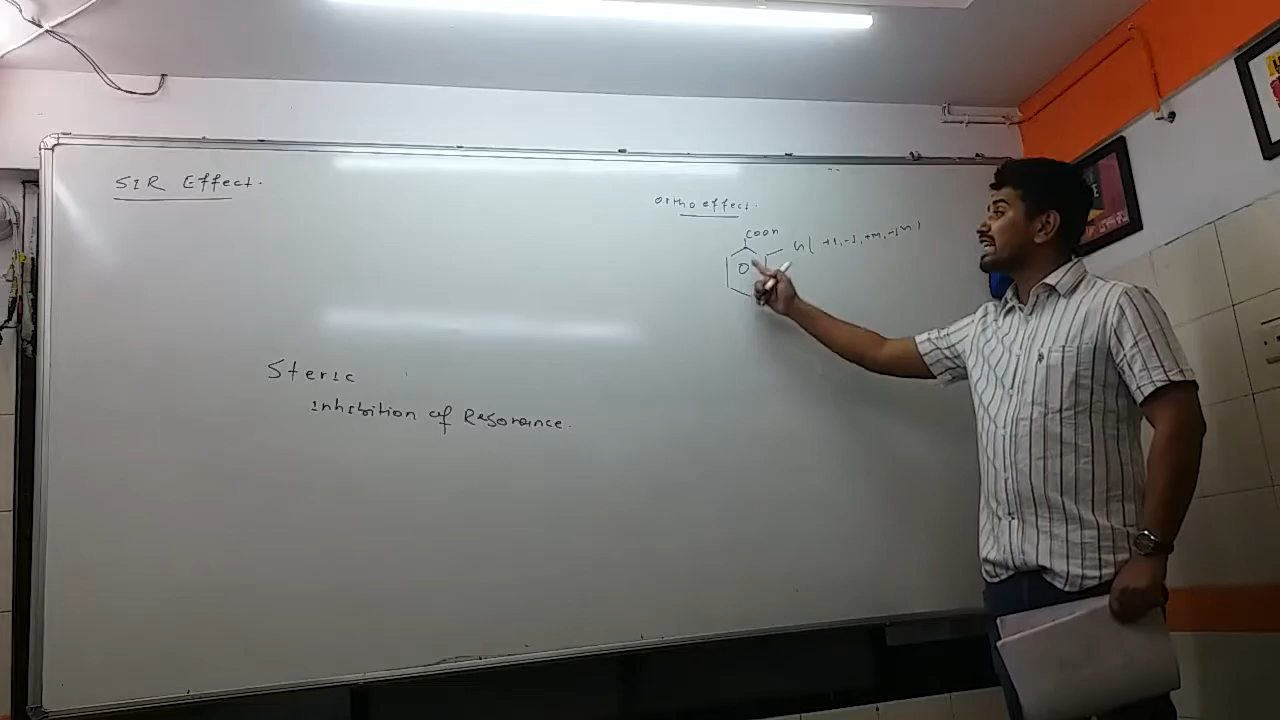 SIR Effect.
Ortho effect.
COOH
G( +I, -I, +M, -M )
Steric
inhibition of Resonance.